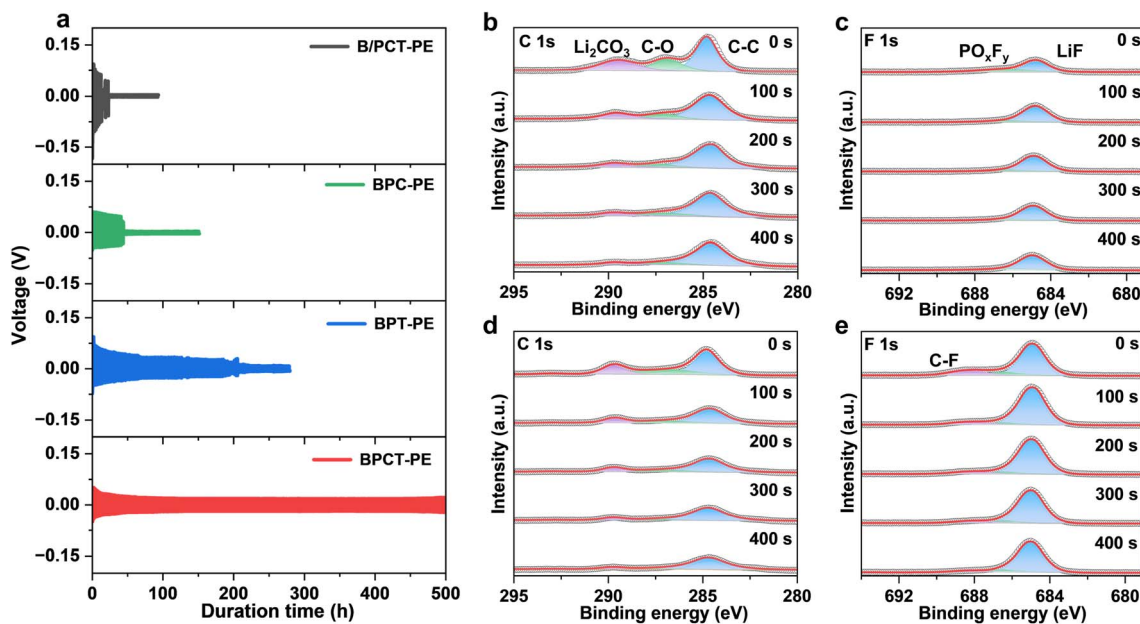 a
Voltage (V)
0.15
0.00
−0.15
B/PCT-PE
0.15
0.00
−0.15
BPC-PE
0.15
0.00
−0.15
BPT-PE
0.15
0.00
−0.15
BPCT-PE
0 100 200 300 400 500
Duration time (h)
b
Intensity (a.u.)
C 1s
Li₂CO₃ C-O C-C
0 s
100 s
200 s
300 s
400 s
295 290 285 280
Binding energy (eV)
c
Intensity (a.u.)
F 1s
POₓFᵧ LiF
0 s
100 s
200 s
300 s
400 s
692 688 684 680
Binding energy (eV)
d
Intensity (a.u.)
C 1s
0 s
100 s
200 s
300 s
400 s
295 290 285 280
Binding energy (eV)
e
Intensity (a.u.)
F 1s
C-F
0 s
100 s
200 s
300 s
400 s
692 688 684 680
Binding energy (eV)